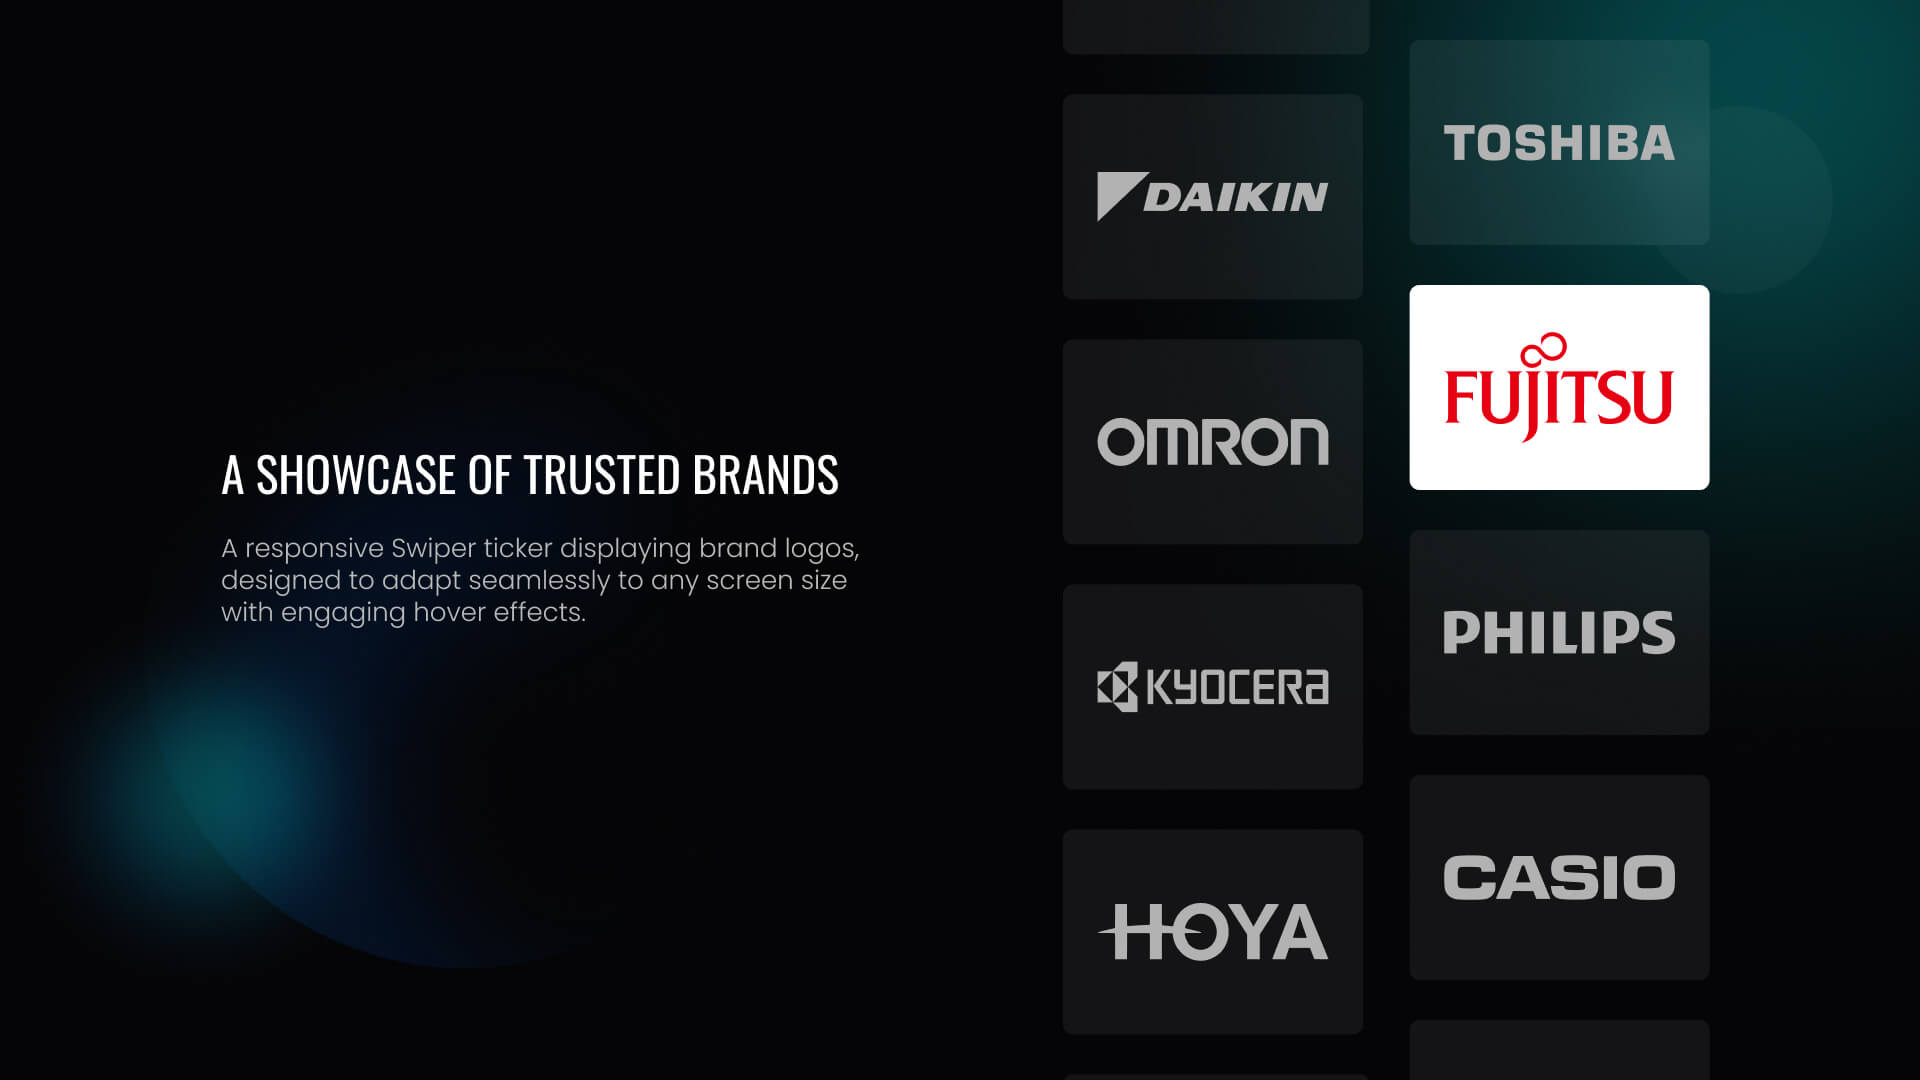 A SHOWCASE OF TRUSTED BRANDS
A responsive Swiper ticker displaying brand logos,
designed to adapt seamlessly to any screen size
with engaging hover effects.
DAIKIN
OMRON
KYOCERa
HOYA
TOSHIBA
FUJITSU
PHILIPS
CASIO